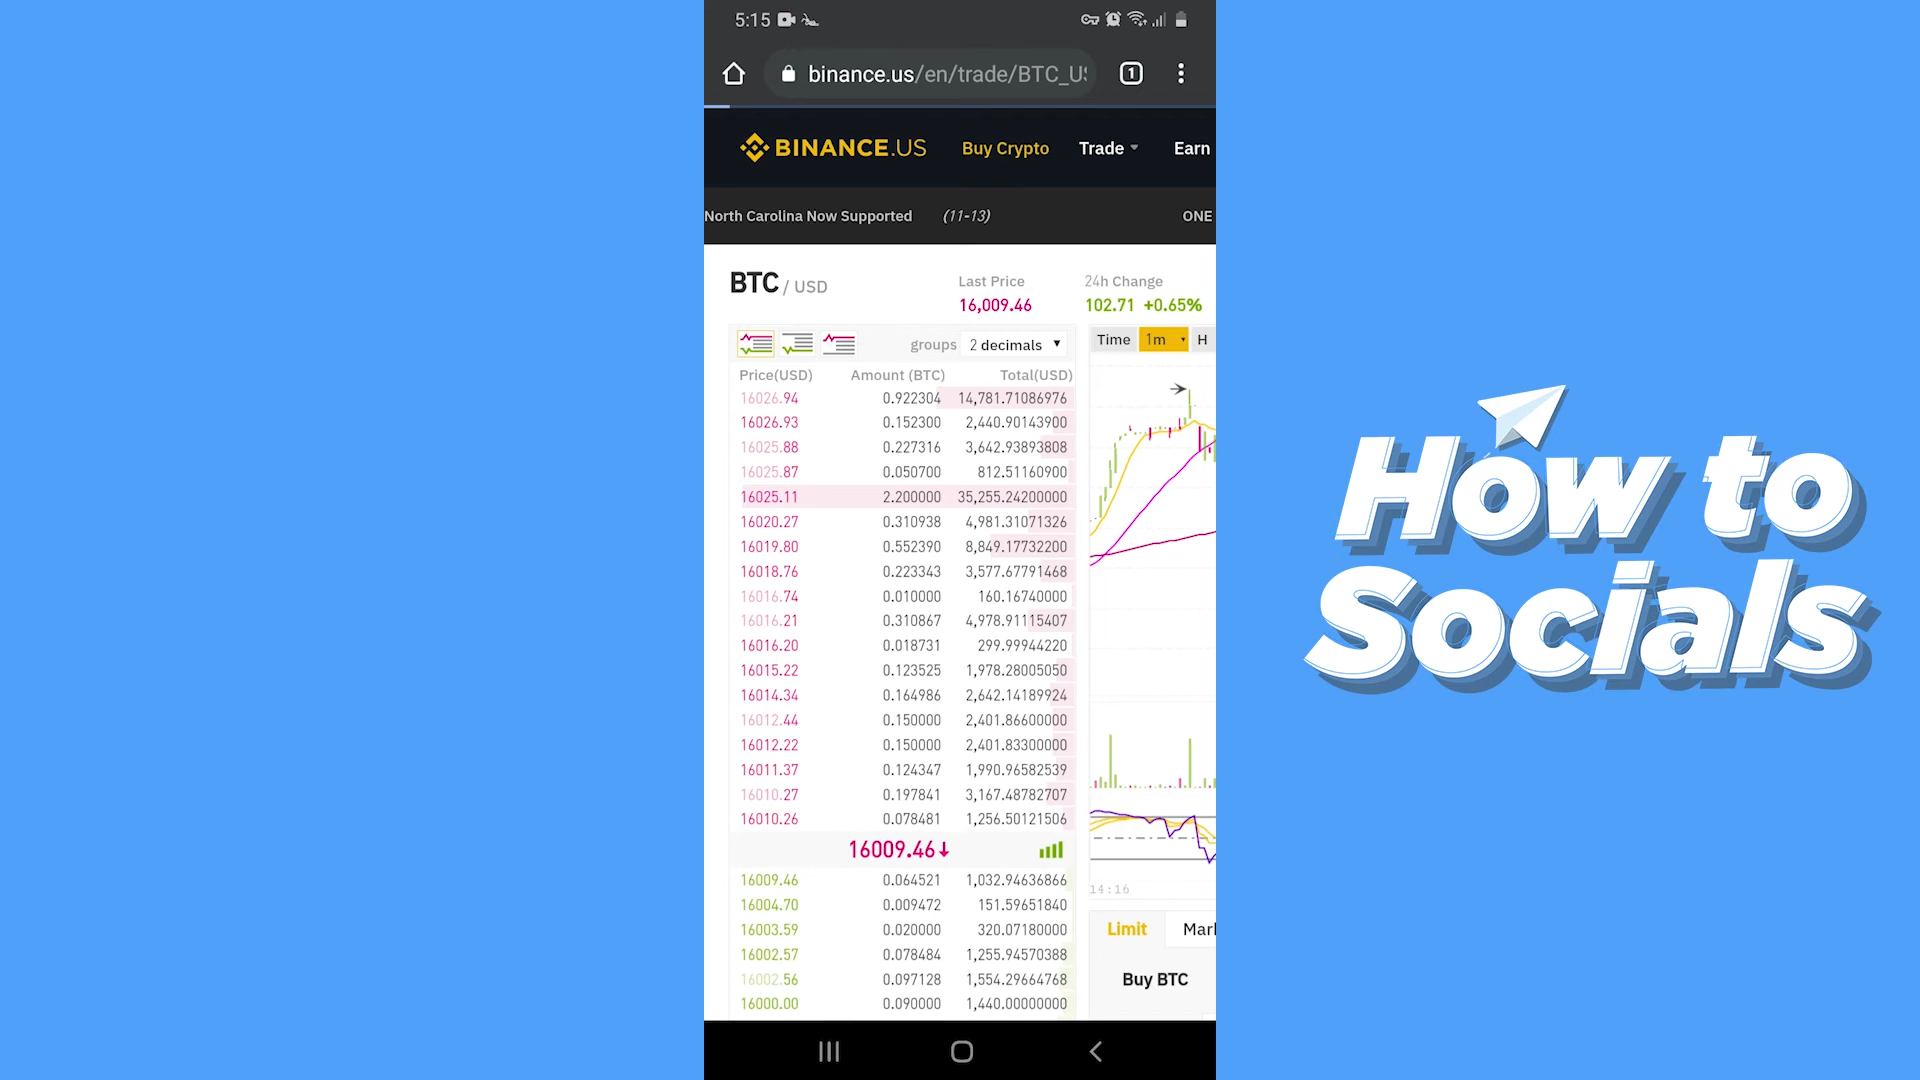 5:15
binance.us/en/trade/BTC_US
1
BINANCE.US Buy Crypto Trade Earn
North Carolina Now Supported (11-13) ONE
BTC / USD
Last Price
16,009.46
24h Change
102.71 +0.65%
groups 2 decimals
Price(USD) Amount (BTC) Total(USD)
16026.94 0.922304 14,781.71086976
16026.93 0.152300 2,440.90143900
16025.88 0.227316 3,642.93893808
16025.87 0.050700 812.51160900
16025.11 2.200000 35,255.24200000
16020.27 0.310938 4,981.31071326
16019.80 0.552390 8,849.17732200
16018.76 0.223343 3,577.67791468
16016.74 0.010000 160.16740000
16016.21 0.310867 4,978.91115407
16016.20 0.018731 299.99944220
16015.22 0.123525 1,978.28005050
16014.34 0.164986 2,642.14189924
16012.44 0.150000 2,401.86600000
16012.22 0.150000 2,401.83300000
16011.37 0.124347 1,990.96582539
16010.27 0.197841 3,167.48782707
16010.26 0.078481 1,256.50121506
16009.46↓
16009.46 0.064521 1,032.94636866
16004.70 0.009472 151.59651840
16003.59 0.020000 320.07180000
16002.57 0.078484 1,255.94570388
16002.56 0.097128 1,554.29664768
16000.00 0.090000 1,440.00000000
Time 1m H
14:16
Limit Mar
Buy BTC
How to
Socials